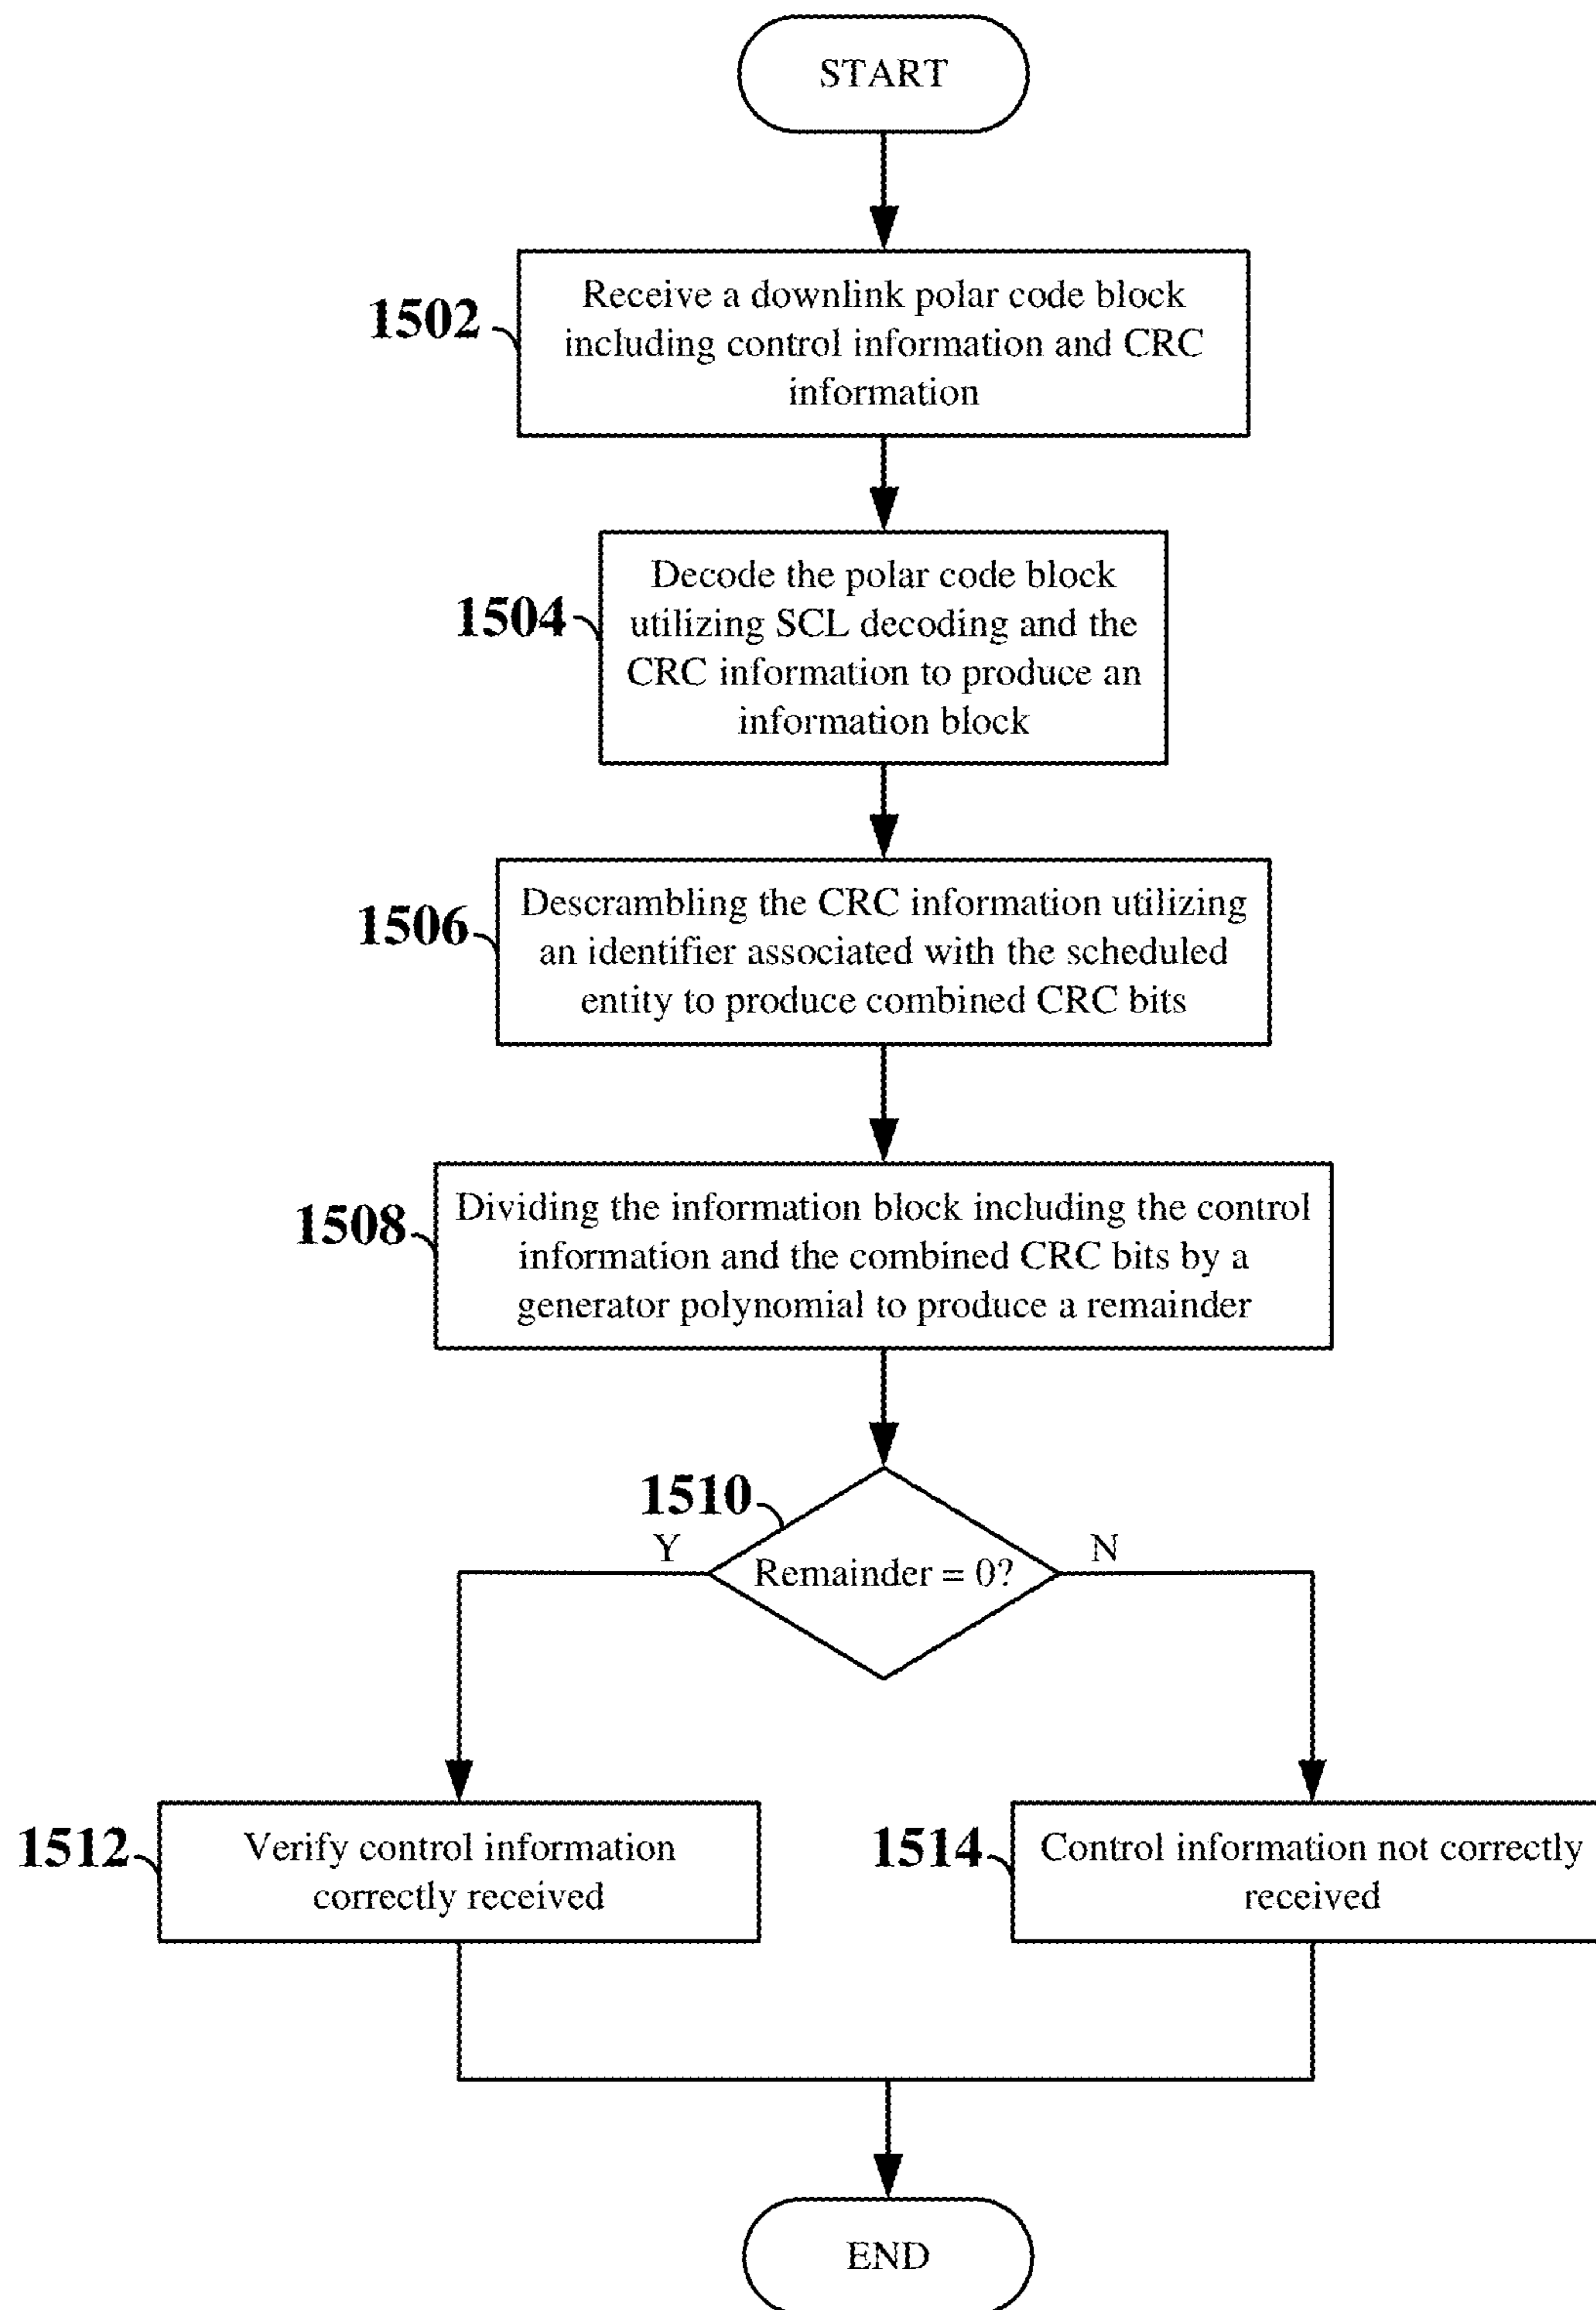 START
1502
Receive a downlink polar code block
including control information and CRC
information
1504
Decode the polar code block
utilizing SCL decoding and the
CRC information to produce an
information block
1506
Descrambling the CRC information utilizing
an identifier associated with the scheduled
entity to produce combined CRC bits
1508
Dividing the information block including the control
information and the combined CRC bits by a
generator polynomial to produce a remainder
1510
Y
Remainder = 0?
N
1512
Verify control information
correctly received
1514
Control information not correctly
received
END